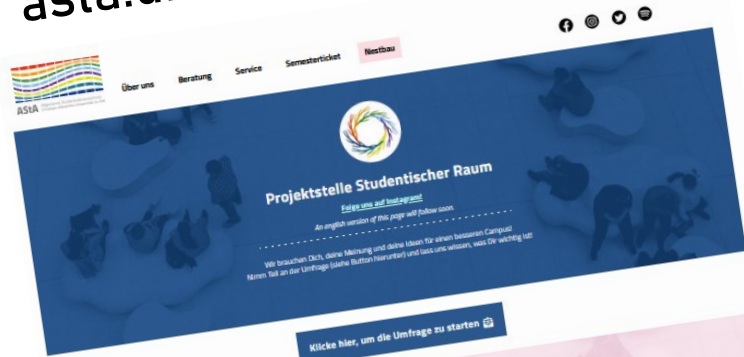 Über uns
Beratung
Service
Semesterticket
Nestbau
AStA
Projektstelle Studentischer Raum
Folge uns auf Instagram!
An english version of this page will follow soon.
Wir brauchen Dich, deine Meinung und deine Ideen für einen besseren Campus!
Nimm Teil an der Umfrage (siehe Button hierunter) und lass uns wissen, was Dir wichtig ist!
Klicke hier, um die Umfrage zu starten